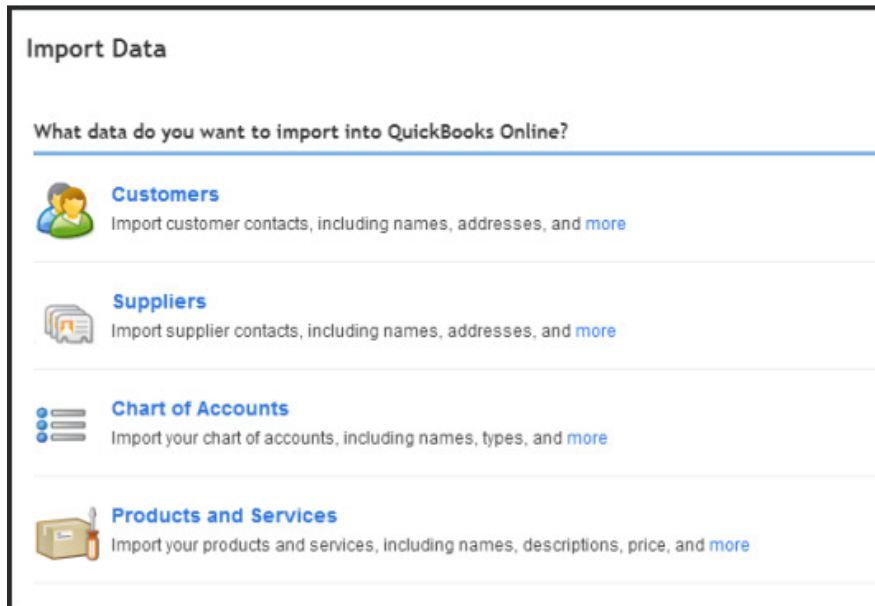 Import Data
What data do you want to import into QuickBooks Online?
Customers
Import customer contacts, including names, addresses, and more
Suppliers
Import supplier contacts, including names, addresses, and more
Chart of Accounts
Import your chart of accounts, including names, types, and more
Products and Services
Import your products and services, including names, descriptions, price, and more